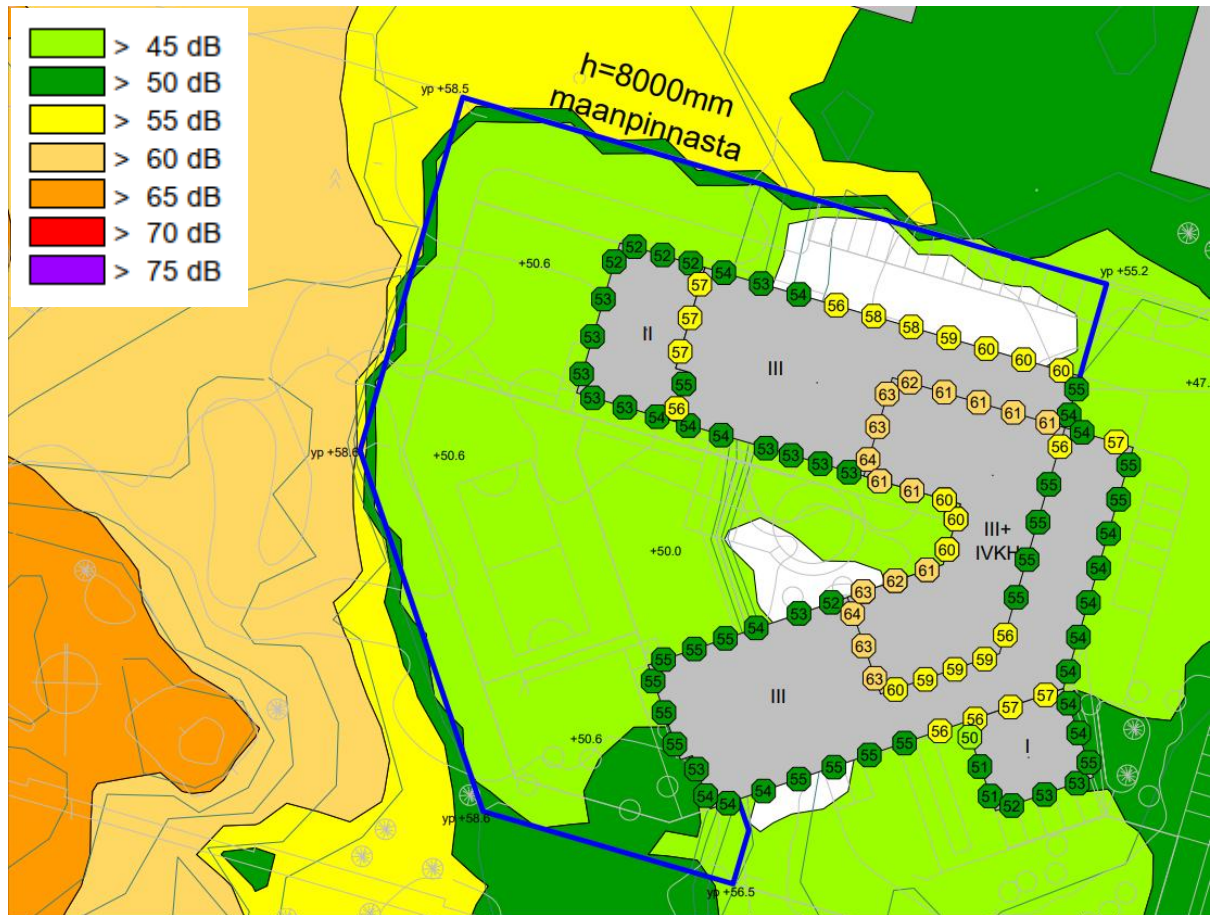 > 45 dB
> 50 dB
> 55 dB
> 60 dB
> 65 dB
> 70 dB
> 75 dB
h=8000mm
maanpinnasta
yp +58.5
yp +55.2
+50.6
+47.
52 52 52 52 54 53 54 56 58 58 59 60 60 60 55
53 53 53 53 53 54 54 54 53 53 53 53
57 57 57 55 56
II
III
63 62 61 61 61 61 54 54 57
63 64 61 61 60 60 60 61 62 63
56 55 55 55 55 56 59 59 59 60
55 55 54 54 54 54 54
yp +58.6
+50.6
+50.0
III+
IVKH
64 63 63
55 55 55 54 53 52
55 55 55 53 54 54
III
54 55 55 55 55 56 56 57 57
50 51 51 52 53 53 55 54 54
I
+50.6
yp +58.6
yp +56.5